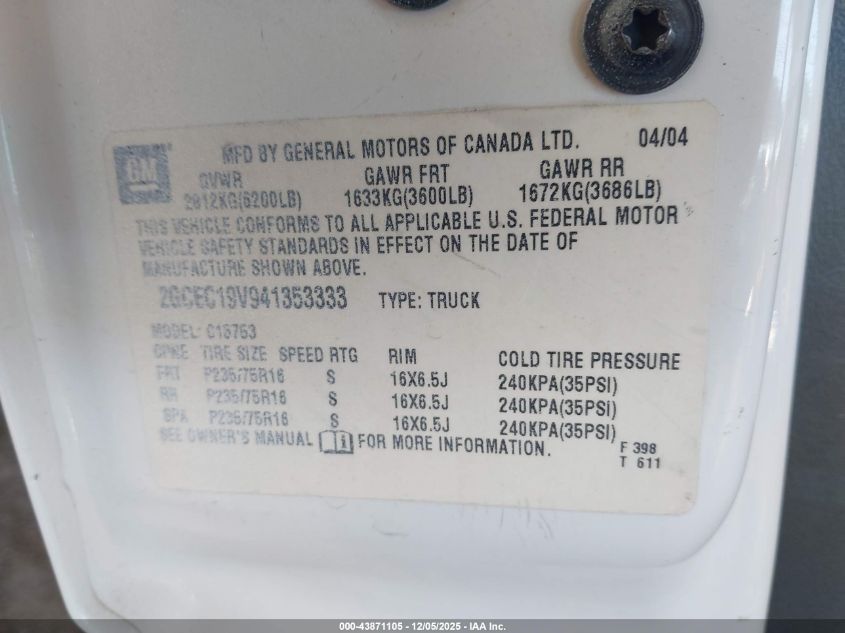 GM
MFD BY GENERAL MOTORS OF CANADA LTD. 04/04
GVWR GAWR FRT GAWR RR
2812KG(6200LB) 1633KG(3600LB) 1672KG(3686LB)
THIS VEHICLE CONFORMS TO ALL APPLICABLE U.S. FEDERAL MOTOR
VEHICLE SAFETY STANDARDS IN EFFECT ON THE DATE OF
MANUFACTURE SHOWN ABOVE.
2GCEC19V941353333 TYPE: TRUCK
MODEL: C15753
TIRE SIZE SPEED RTG RIM COLD TIRE PRESSURE
FRT P235/75R16 S 16X6.5J 240KPA(35PSI)
RR P235/75R16 S 16X6.5J 240KPA(35PSI)
SPA P235/75R16 S 16X6.5J 240KPA(35PSI)
SEE OWNER'S MANUAL FOR MORE INFORMATION.
F 398
T 611
000-43871105 - 12/05/2025 - IAA Inc.